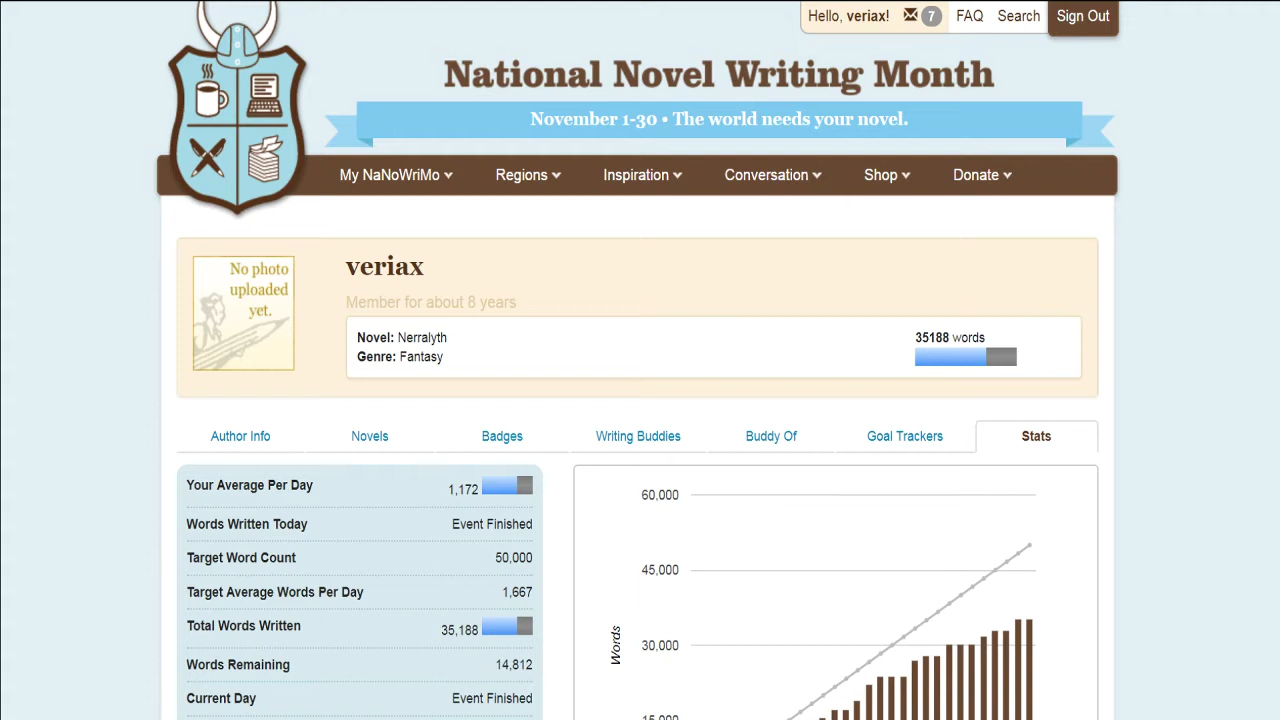 Hello, veriax! 7 FAQ Search Sign Out
National Novel Writing Month
November 1-30 • The world needs your novel.
My NaNoWriMo Regions Inspiration Conversation Shop Donate
No photo
uploaded
yet.
veriax
Member for about 8 years
Novel: Nerralyth
Genre: Fantasy
35188 words
Author Info Novels Badges Writing Buddies Buddy Of Goal Trackers Stats
Your Average Per Day 1,172
Words Written Today Event Finished
Target Word Count 50,000
Target Average Words Per Day 1,667
Total Words Written 35,188
Words Remaining 14,812
Current Day Event Finished
60,000
45,000
Words
30,000
15,000